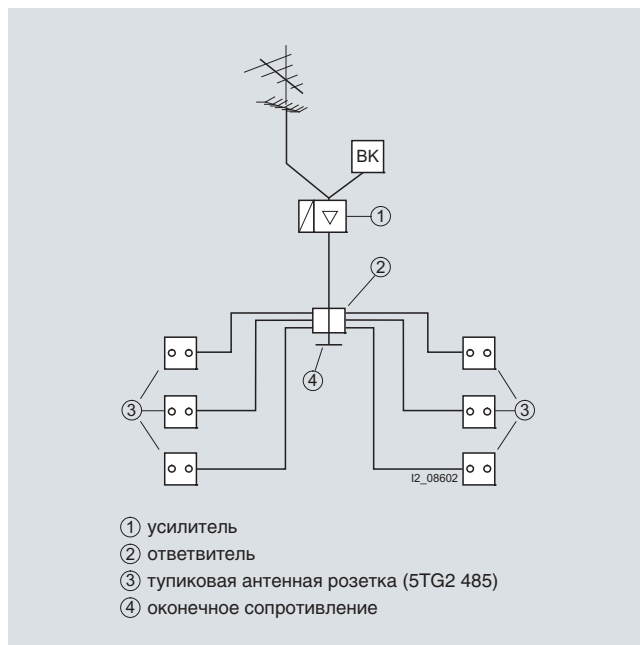 BK
1
2
4
3
3
I2_08602
1 усилитель
2 ответвитель
3 тупиковая антенная розетка (5TG2 485)
4 оконечное сопротивление